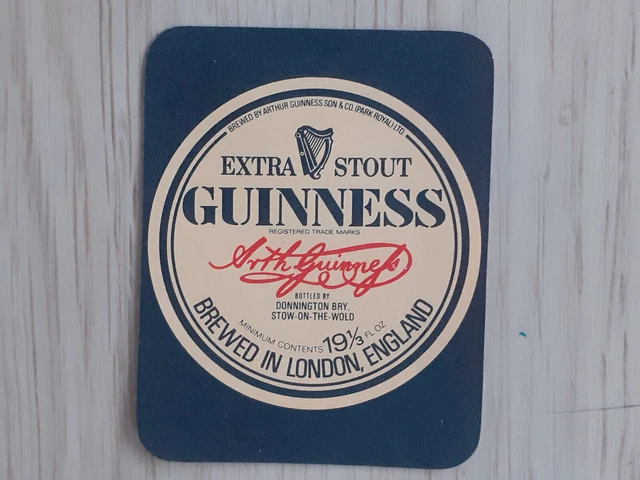 BREWED BY ARTHUR GUINNESS SON & CO. (PARK ROYAL) LTD.
EXTRA STOUT
GUINNESS
REGISTERED TRADE MARKS
Arth Guinness
BOTTLED BY
DONNINGTON BRY,
STOW-ON-THE-WOLD
MINIMUM CONTENTS 19⅓ FL OZ
BREWED IN LONDON, ENGLAND